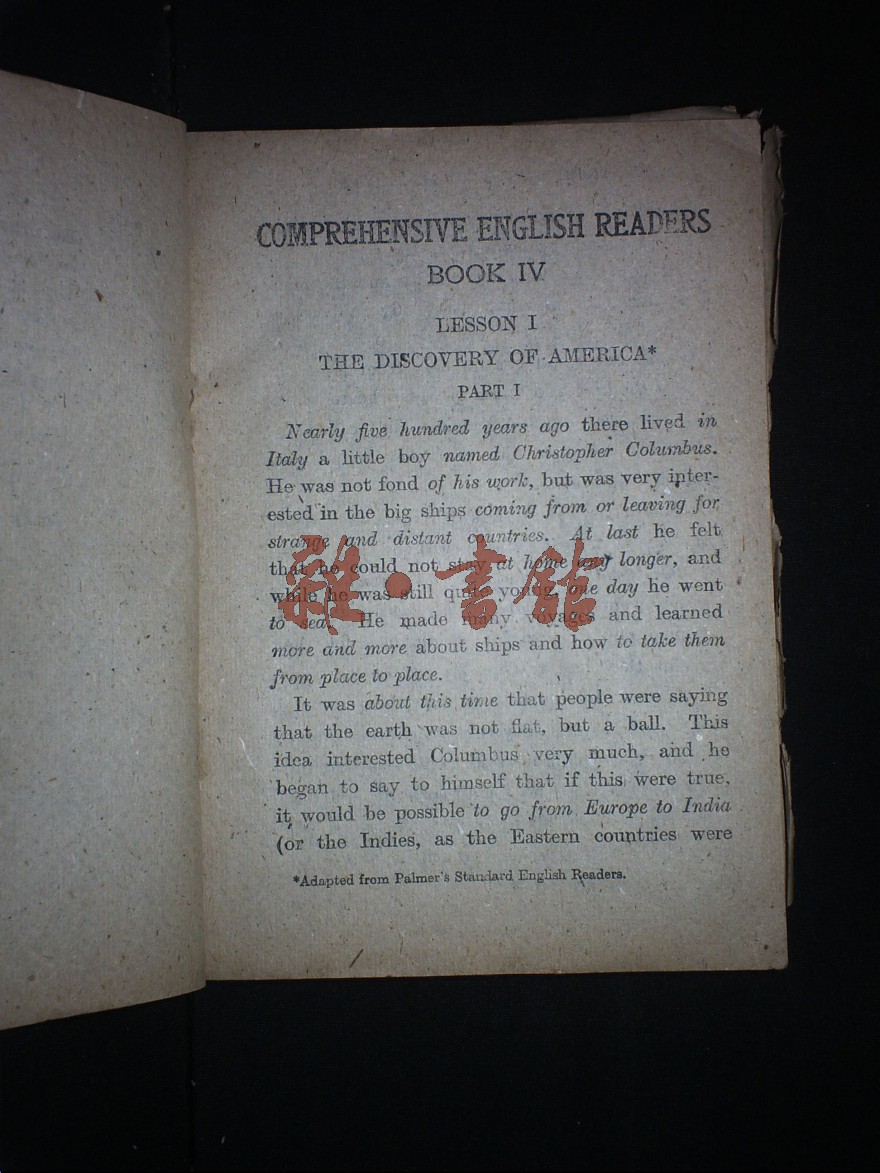 COMPREHENSIVE ENGLISH READERS
BOOK IV
LESSON I
THE DISCOVERY OF AMERICA*
PART I
Nearly five hundred years ago there lived in
Italy a little boy named Christopher Columbus.
He was not fond of his work, but was very inter-
ested in the big ships coming from or leaving for
strange and distant countries. At last he felt
that he could not stay at home any longer, and
while he was still quite young, one day he went
to sea. He made many voyages and learned
more and more about ships and how to take them
from place to place.
It was about this time that people were saying
that the earth was not flat, but a ball. This
idea interested Columbus very much, and he
began to say to himself that if this were true,
it would be possible to go from Europe to India
(or the Indies, as the Eastern countries were
*Adapted from Palmer's Standard English Readers.
書館